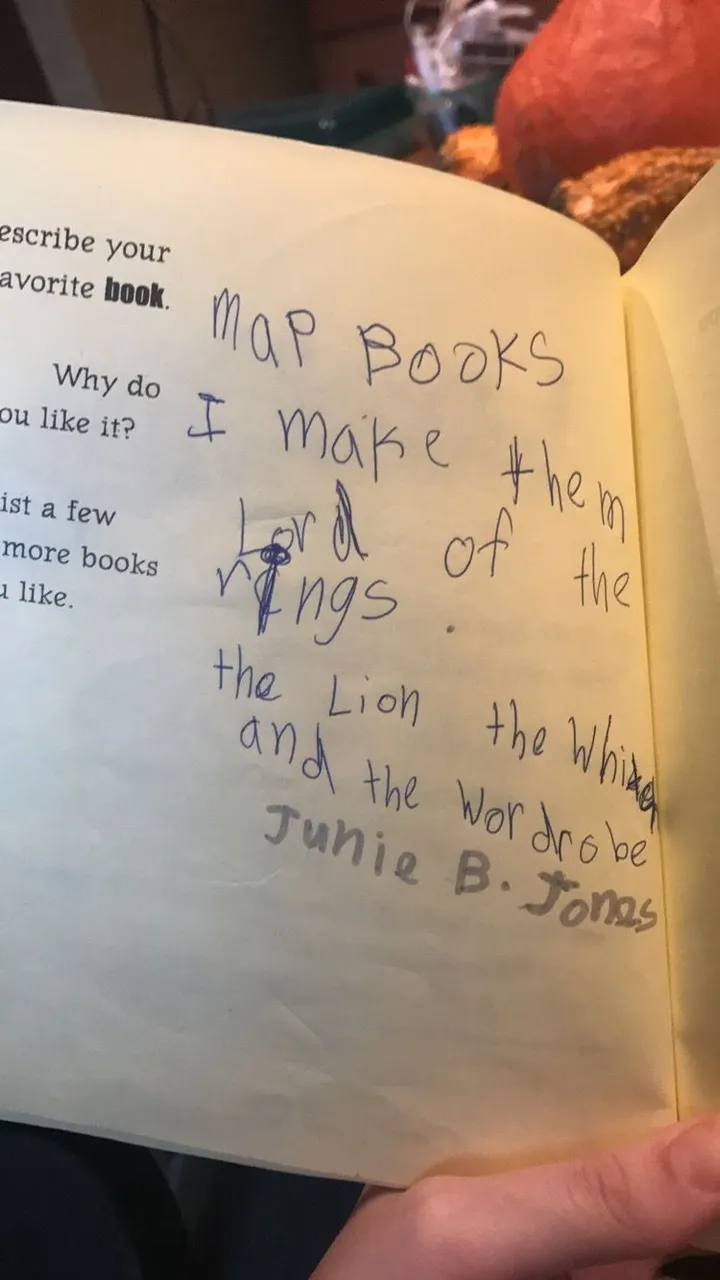 escribe your
avorite book.
MaP BOOKS
Why do
ou like it?
I make them
ist a few
more books
u like.
Lord of the
rings.
the Lion the
and the Wordrobe
Junie B. Jones